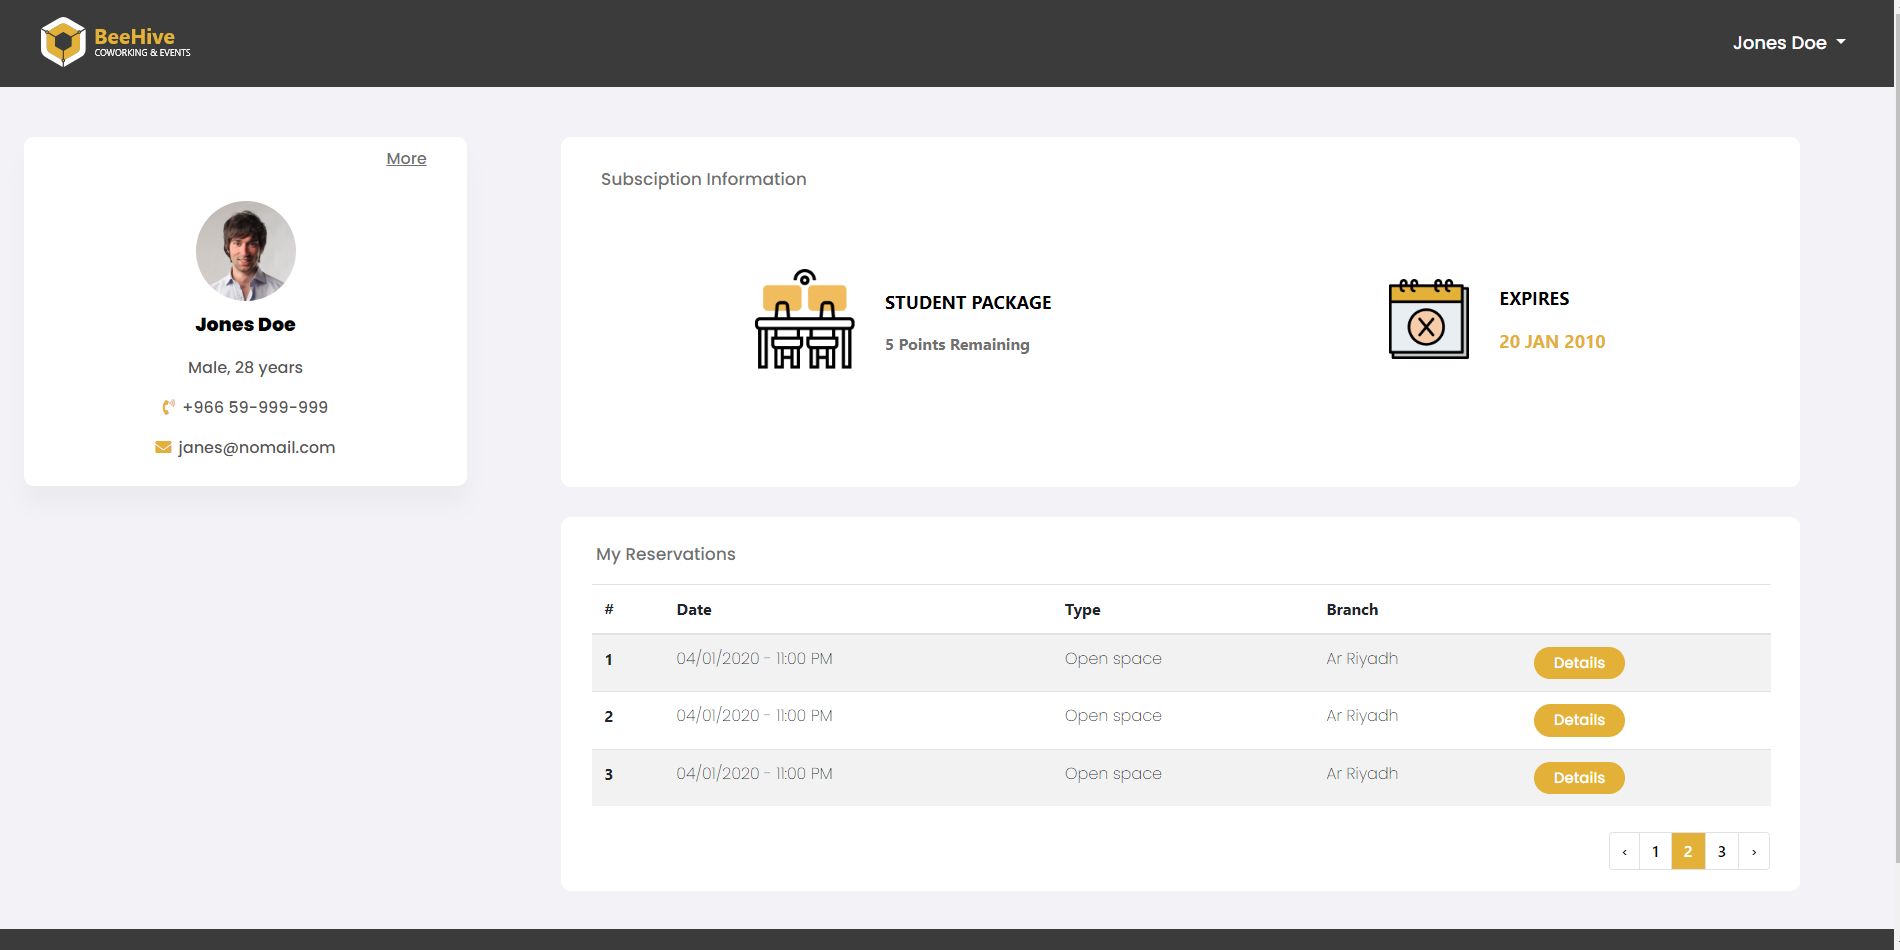 BeeHive
COWORKING & EVENTS
Jones Doe
More
Jones Doe
Male, 28 years
+966 59-999-999
janes@nomail.com
Subsciption Information
STUDENT PACKAGE
5 Points Remaining
X
EXPIRES
20 JAN 2010
My Reservations
# Date Type Branch
1 04/01/2020 - 11:00 PM Open space Ar Riyadh Details
2 04/01/2020 - 11:00 PM Open space Ar Riyadh Details
3 04/01/2020 - 11:00 PM Open space Ar Riyadh Details
‹ 1 2 3 ›